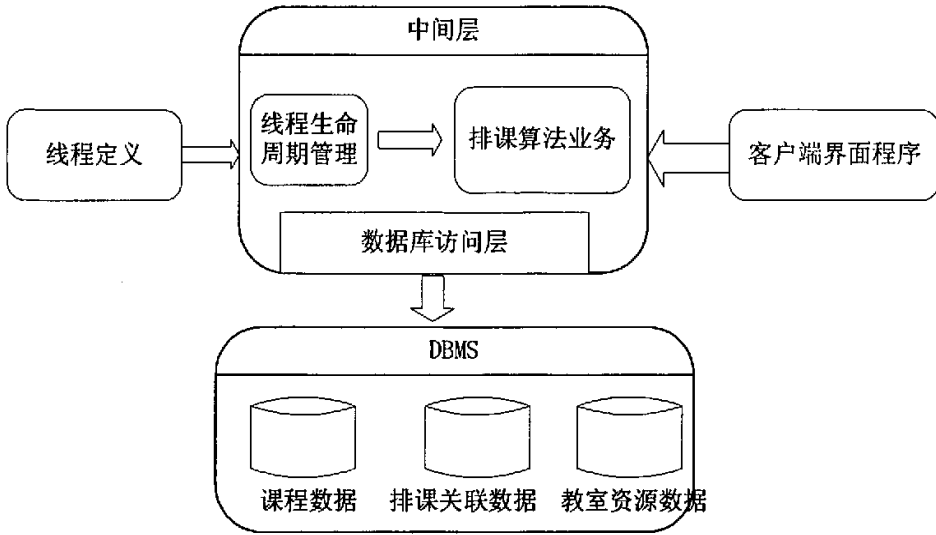 中间层
线程定义
线程生命
周期管理
排课算法业务
客户端界面程序
数据库访问层
DBMS
课程数据
排课关联数据
教室资源数据